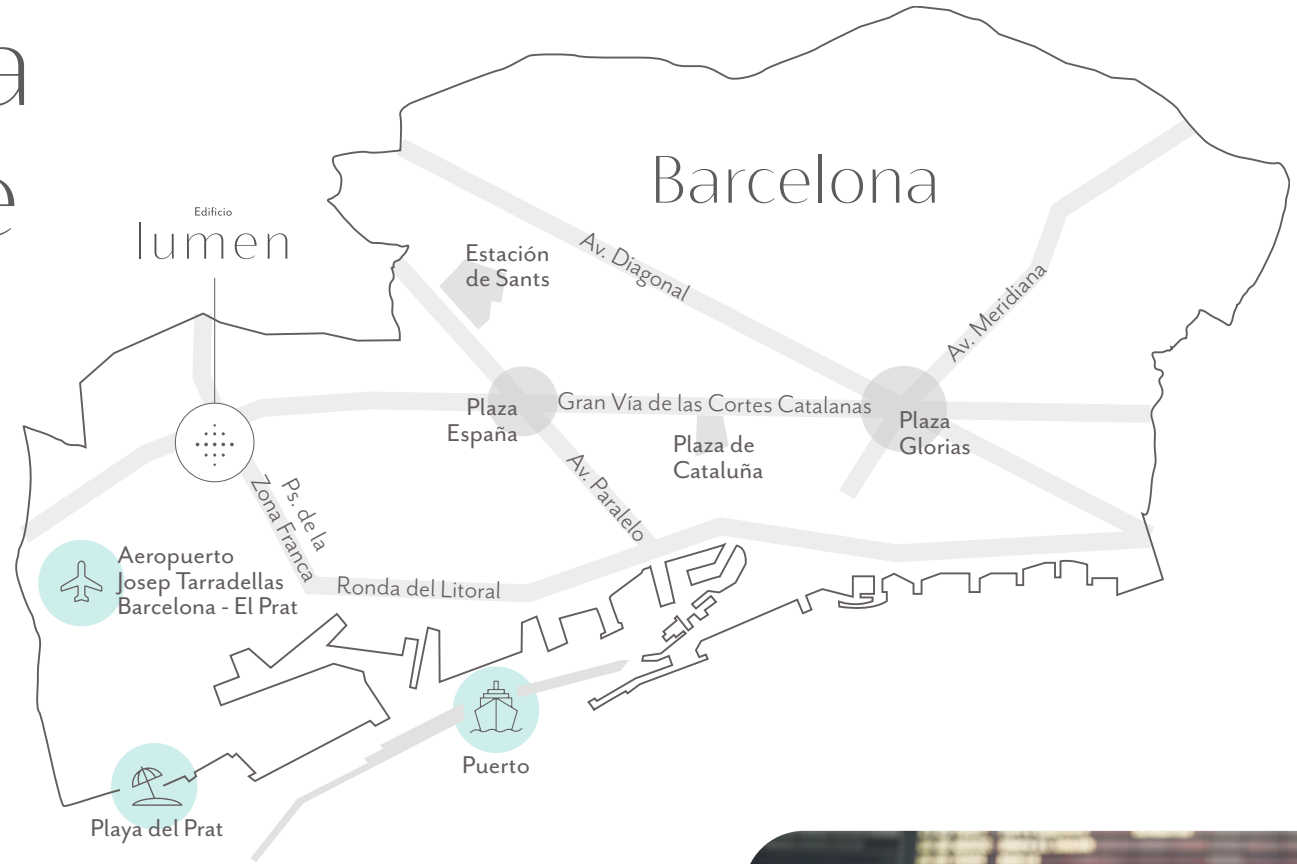 a
e
Barcelona
Edificio
lumen
Estación
de Sants
Av. Diagonal
Av. Meridiana
Plaza
España
Gran Vía de las Cortes Catalanas
Plaza
Glorias
Plaza de
Cataluña
Av. Paralelo
Ps. de la
Zona Franca
Aeropuerto
Josep Tarradellas
Barcelona - El Prat
Ronda del Litoral
Puerto
Playa del Prat